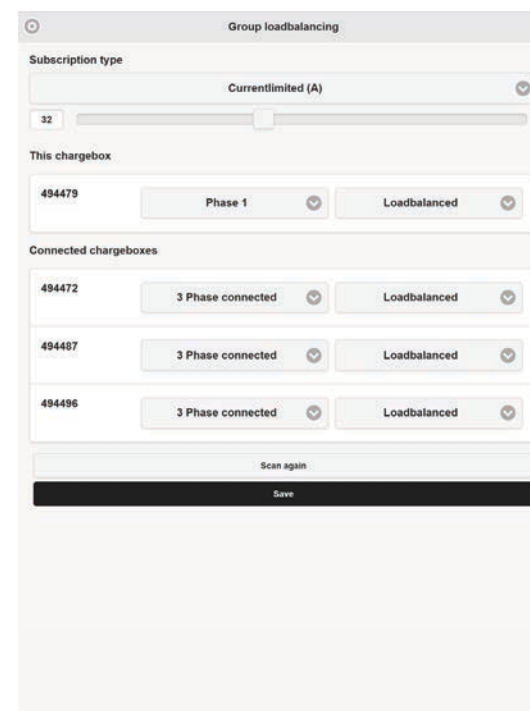 Group loadbalancing
Subscription type
Currentlimited (A)
32
This chargebox
494479 Phase 1 Loadbalanced
Connected chargeboxes
494472 3 Phase connected Loadbalanced
494487 3 Phase connected Loadbalanced
494496 3 Phase connected Loadbalanced
Scan again
Save